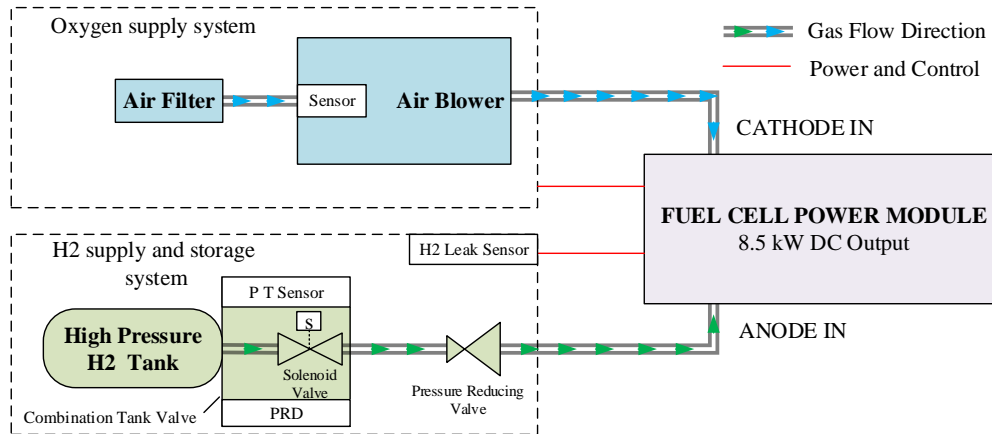 Oxygen supply system
Air Filter
Sensor
Air Blower
Gas Flow Direction
Power and Control
CATHODE IN
FUEL CELL POWER MODULE
8.5 kW DC Output
ANODE IN
H2 supply and storage
system
H2 Leak Sensor
P T Sensor
S
High Pressure
H2 Tank
Solenoid
Valve
Pressure Reducing
Valve
Combination Tank Valve
PRD